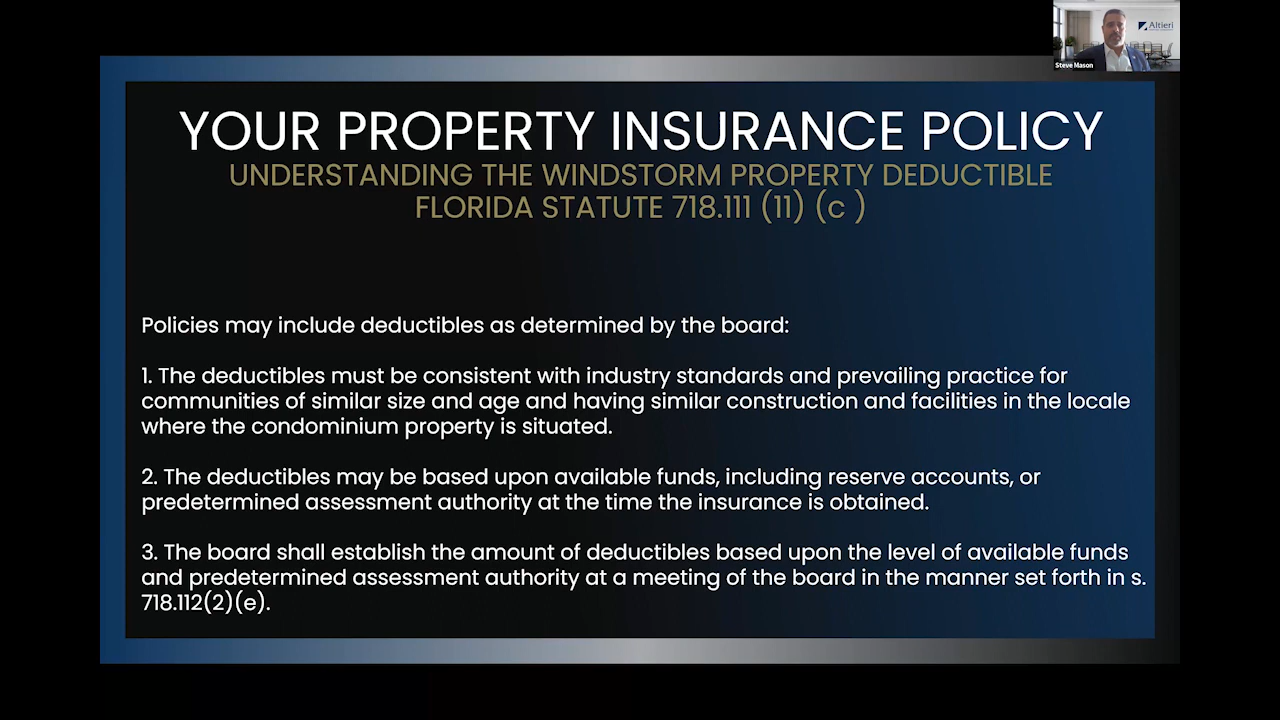 Altieri
Steve Mason
YOUR PROPERTY INSURANCE POLICY
UNDERSTANDING THE WINDSTORM PROPERTY DEDUCTIBLE
FLORIDA STATUTE 718.111 (11) (c )
Policies may include deductibles as determined by the board:
1. The deductibles must be consistent with industry standards and prevailing practice for
communities of similar size and age and having similar construction and facilities in the locale
where the condominium property is situated.
2. The deductibles may be based upon available funds, including reserve accounts, or
predetermined assessment authority at the time the insurance is obtained.
3. The board shall establish the amount of deductibles based upon the level of available funds
and predetermined assessment authority at a meeting of the board in the manner set forth in s.
718.112(2)(e).